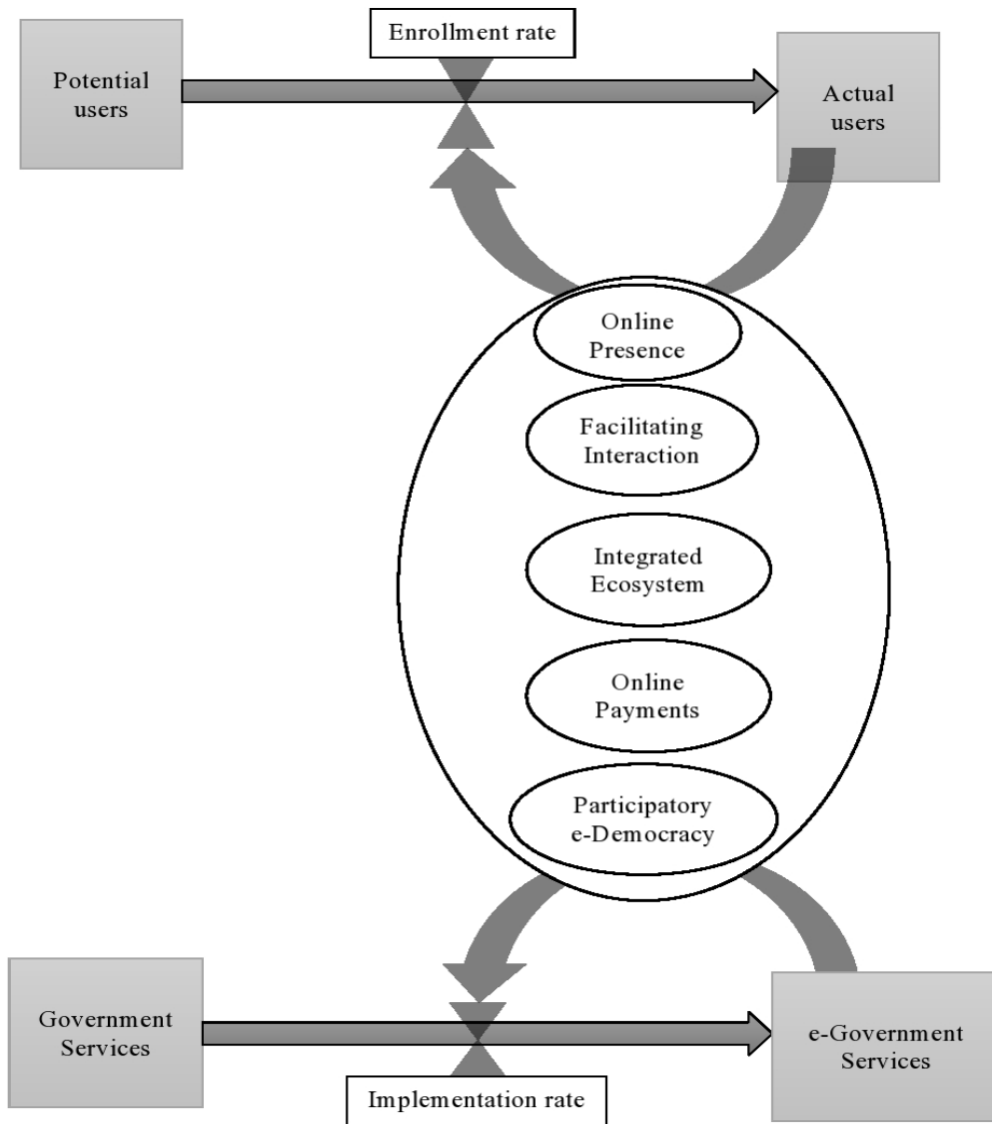 Enrollment rate
Potential
users
Actual
users
Online
Presence
Facilitating
Interaction
Integrated
Ecosystem
Online
Payments
Participatory
e-Democracy
Government
Services
e-Government
Services
Implementation rate